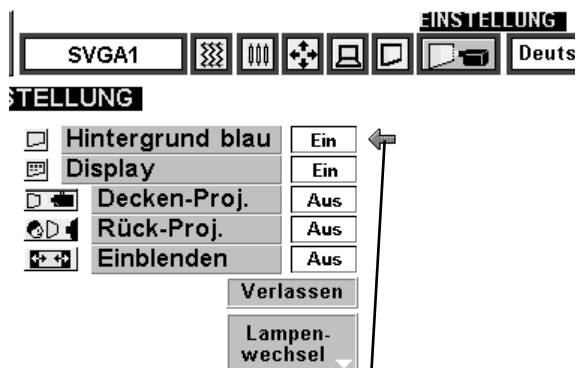 EINSTELLUNG
SVGA1 Deuts
STELLUNG
Hintergrund blau Ein
Display Ein
Decken-Proj. Aus
Rück-Proj. Aus
Einblenden Aus
Verlassen
Lampen-
wechsel